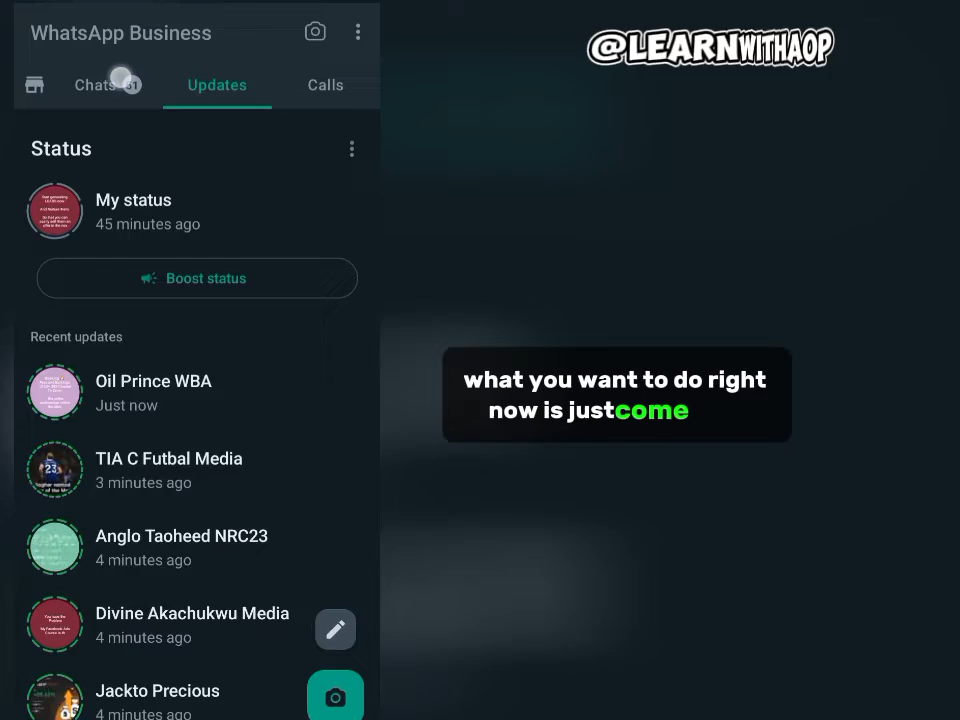 WhatsApp Business
@LEARNWITHAOP
Chats
Updates
Calls
Status
My status
45 minutes ago
Boost status
Recent updates
Oil Prince WBA
Just now
what you want to do right
now is just come
TIA C Futbal Media
3 minutes ago
Anglo Taoheed NRC23
4 minutes ago
Divine Akachukwu Media
4 minutes ago
Jackto Precious
4 minutes ago